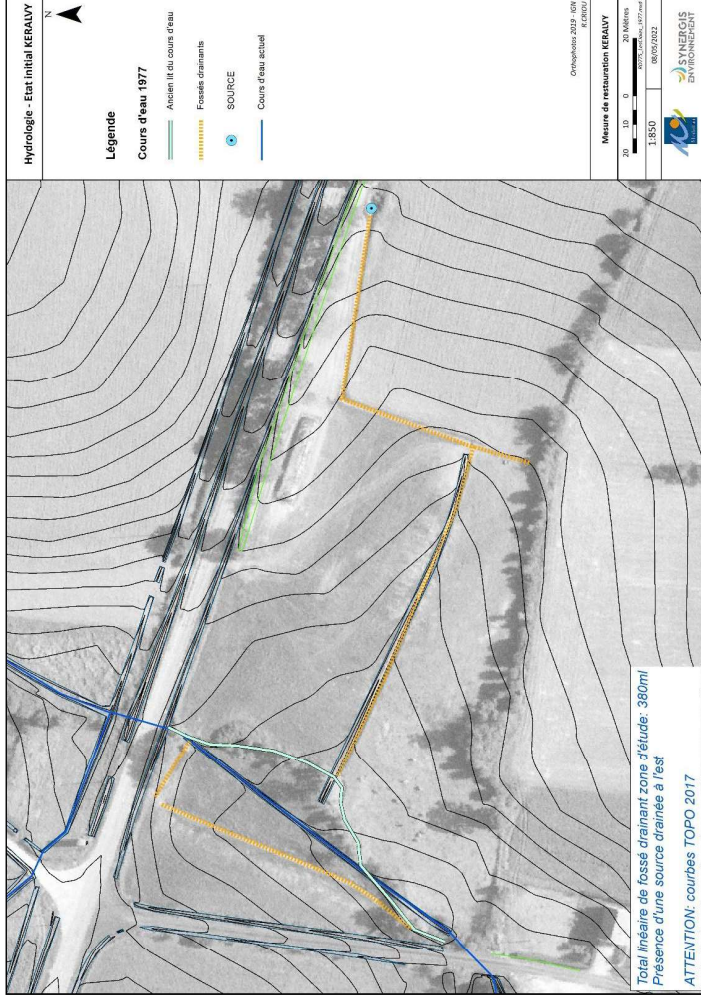 Hydrologie - Etat initial KERALVY
N
Légende
Cours d'eau 1977
Ancien lit du cours d'eau
Fossés drainants
SOURCE
Cours d'eau actuel
Orthophotos 2019 - IGN
R.CRIOU
Mesure de restauration KERALVY
20 10 0 20 Mètres
1:850
08/05/2022
SYNERGIS
ENVIRONNEMENT
Total linéaire de fossé drainant zone d'étude: 380ml
Présence d'une source drainée à l'est
ATTENTION: courbes TOPO 2017